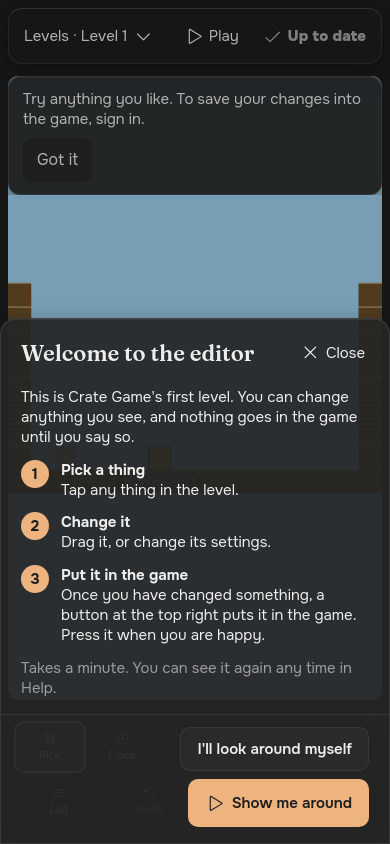 Levels · Level 1
Play
Up to date
Try anything you like. To save your changes into
the game, sign in.
Got it
Welcome to the editor
Close
This is Crate Game's first level. You can change
anything you see, and nothing goes in the game
until you say so.
1
Pick a thing
Tap any thing in the level.
2
Change it
Drag it, or change its settings.
3
Put it in the game
Once you have changed something, a
button at the top right puts it in the game.
Press it when you are happy.
Takes a minute. You can see it again any time in
Help.
Pick
Place
I'll look around myself
List
Undo
Show me around